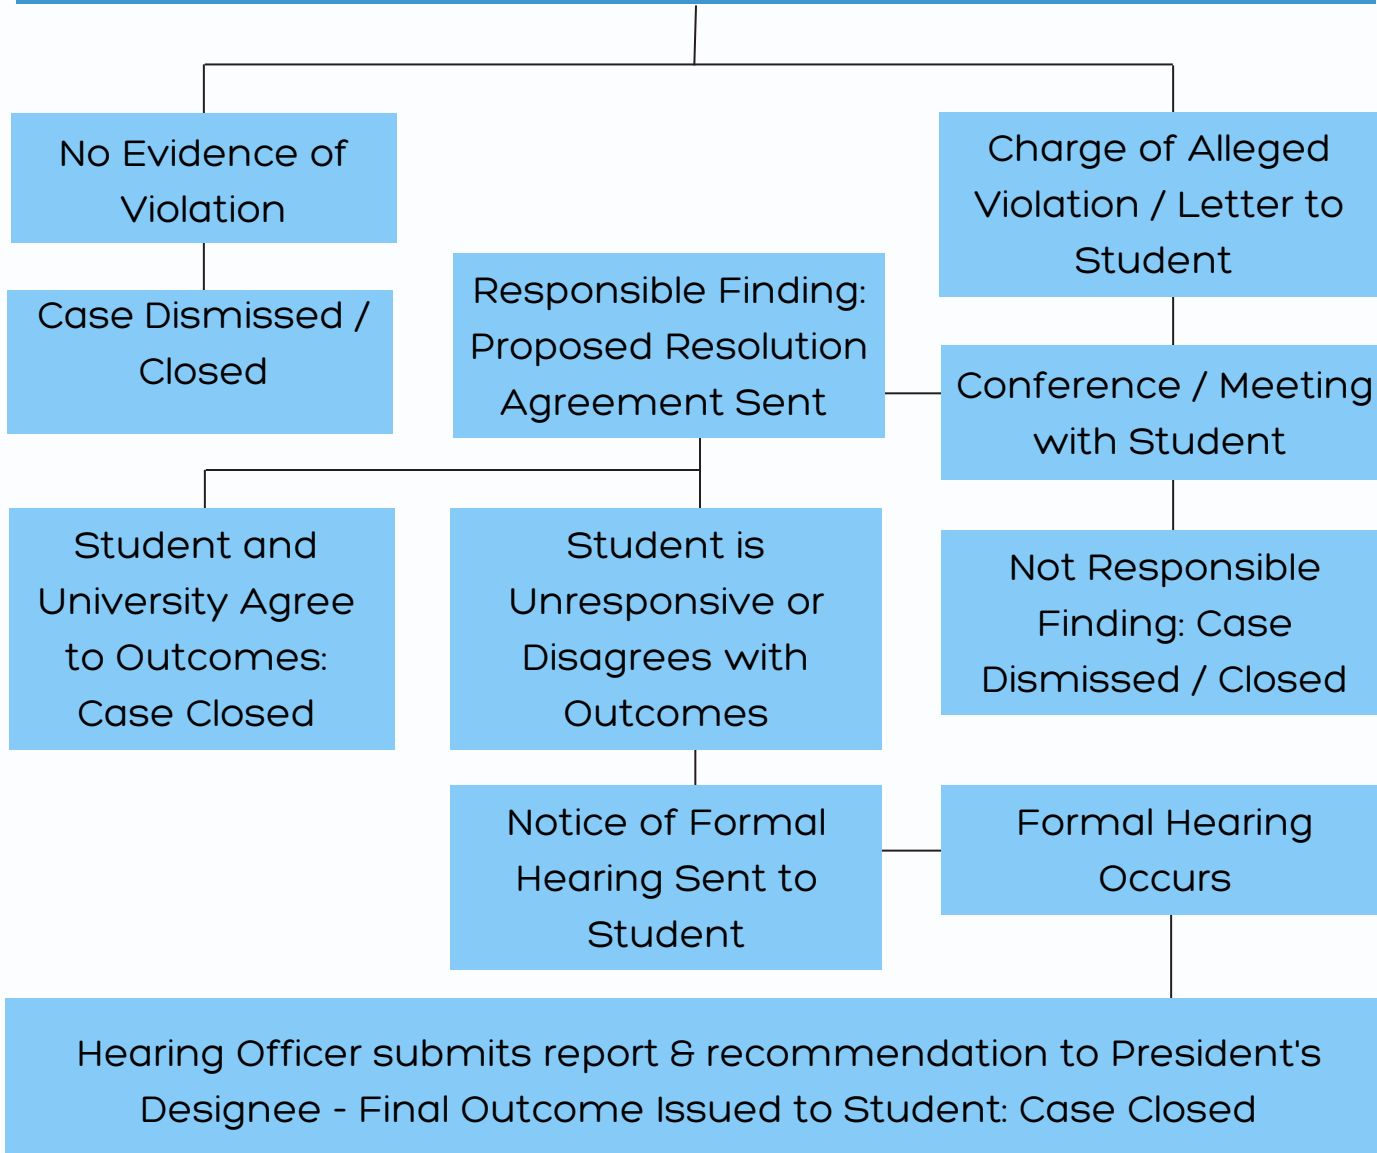 No Evidence of
Violation
Case Dismissed /
Closed
Charge of Alleged
Violation / Letter to
Student
Conference / Meeting
with Student
Responsible Finding:
Proposed Resolution
Agreement Sent
Not Responsible
Finding: Case
Dismissed / Closed
Student and
University Agree
to Outcomes:
Case Closed
Student is
Unresponsive or
Disagrees with
Outcomes
Notice of Formal
Hearing Sent to
Student
Formal Hearing
Occurs
Hearing Officer submits report & recommendation to President's
Designee - Final Outcome Issued to Student: Case Closed